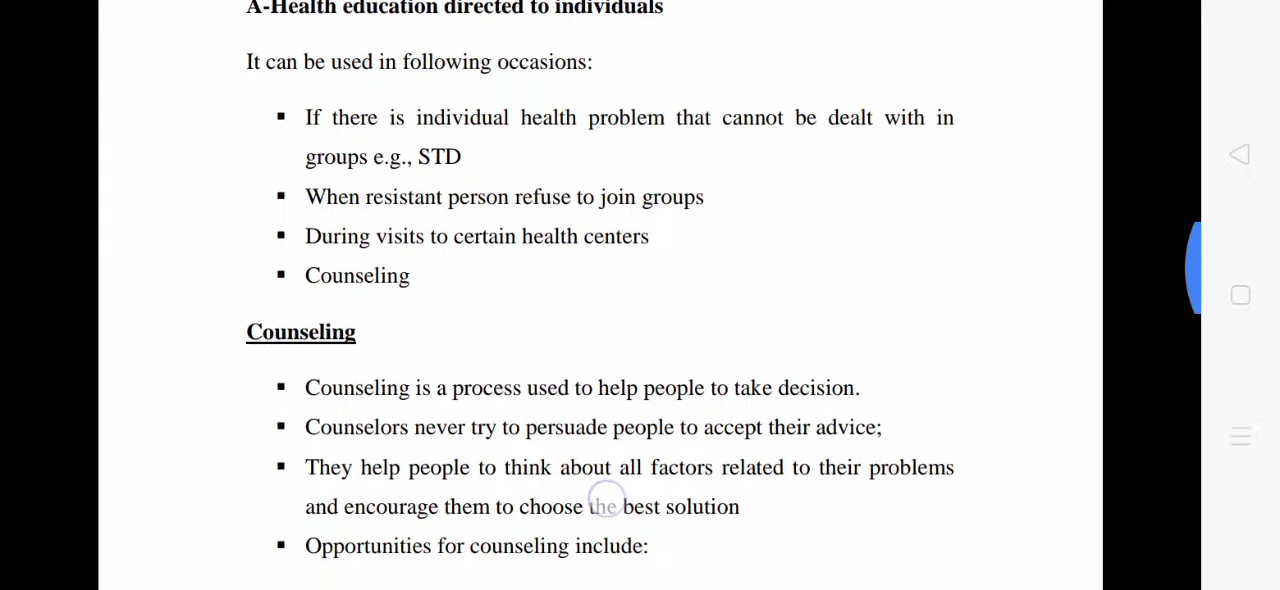 A-Health education directed to individuals
It can be used in following occasions:
▪ If there is individual health problem that cannot be dealt with in
groups e.g., STD
▪ When resistant person refuse to join groups
▪ During visits to certain health centers
▪ Counseling
Counseling
▪ Counseling is a process used to help people to take decision.
▪ Counselors never try to persuade people to accept their advice;
▪ They help people to think about all factors related to their problems
and encourage them to choose the best solution
▪ Opportunities for counseling include: